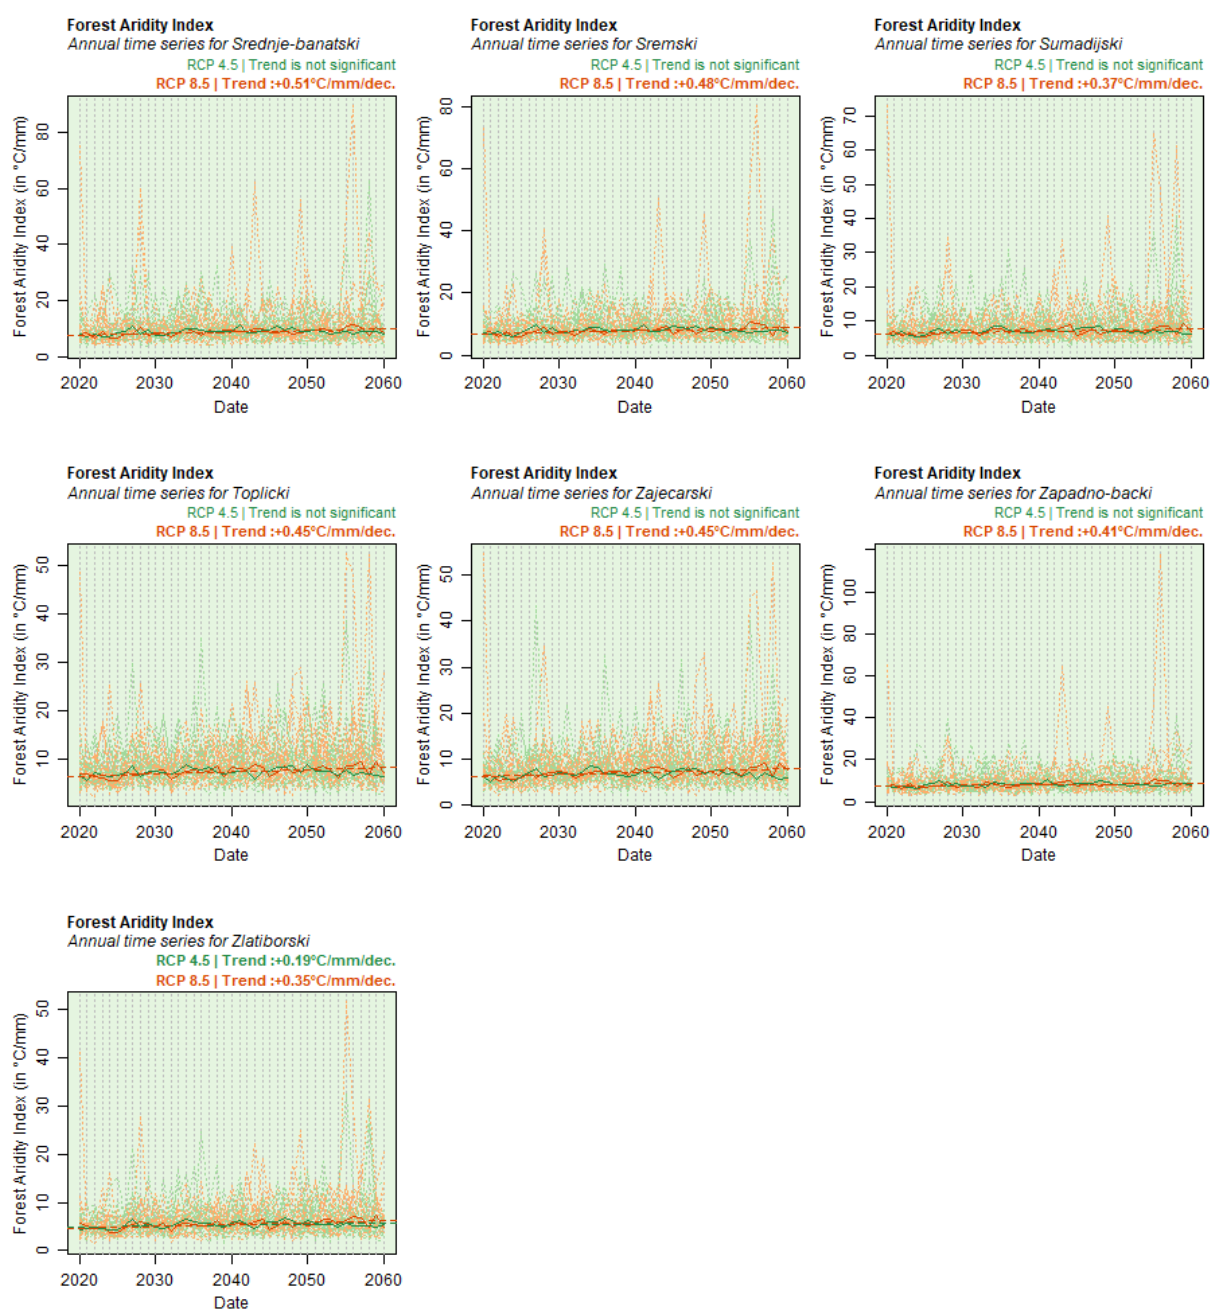 Forest Aridity Index
Annual time series for Srednje-banatski
RCP 4.5 | Trend is not significant
RCP 8.5 | Trend :+0.51°C/mm/dec.
Forest Aridity Index (in °C/mm)
80
60
40
20
0
2020 2030 2040 2050 2060
Date
Forest Aridity Index
Annual time series for Sremski
RCP 4.5 | Trend is not significant
RCP 8.5 | Trend :+0.48°C/mm/dec.
Forest Aridity Index (in °C/mm)
80
60
40
20
0
2020 2030 2040 2050 2060
Date
Forest Aridity Index
Annual time series for Sumadijski
RCP 4.5 | Trend is not significant
RCP 8.5 | Trend :+0.37°C/mm/dec.
Forest Aridity Index (in °C/mm)
70
60
50
40
30
20
10
0
2020 2030 2040 2050 2060
Date
Forest Aridity Index
Annual time series for Toplicki
RCP 4.5 | Trend is not significant
RCP 8.5 | Trend :+0.45°C/mm/dec.
Forest Aridity Index (in °C/mm)
50
40
30
20
10
2020 2030 2040 2050 2060
Date
Forest Aridity Index
Annual time series for Zajecarski
RCP 4.5 | Trend is not significant
RCP 8.5 | Trend :+0.45°C/mm/dec.
Forest Aridity Index (in °C/mm)
50
40
30
20
10
0
2020 2030 2040 2050 2060
Date
Forest Aridity Index
Annual time series for Zapadno-backi
RCP 4.5 | Trend is not significant
RCP 8.5 | Trend :+0.41°C/mm/dec.
Forest Aridity Index (in °C/mm)
100
80
60
40
20
0
2020 2030 2040 2050 2060
Date
Forest Aridity Index
Annual time series for Zlatiborski
RCP 4.5 | Trend :+0.19°C/mm/dec.
RCP 8.5 | Trend :+0.35°C/mm/dec.
Forest Aridity Index (in °C/mm)
50
40
30
20
10
0
2020 2030 2040 2050 2060
Date